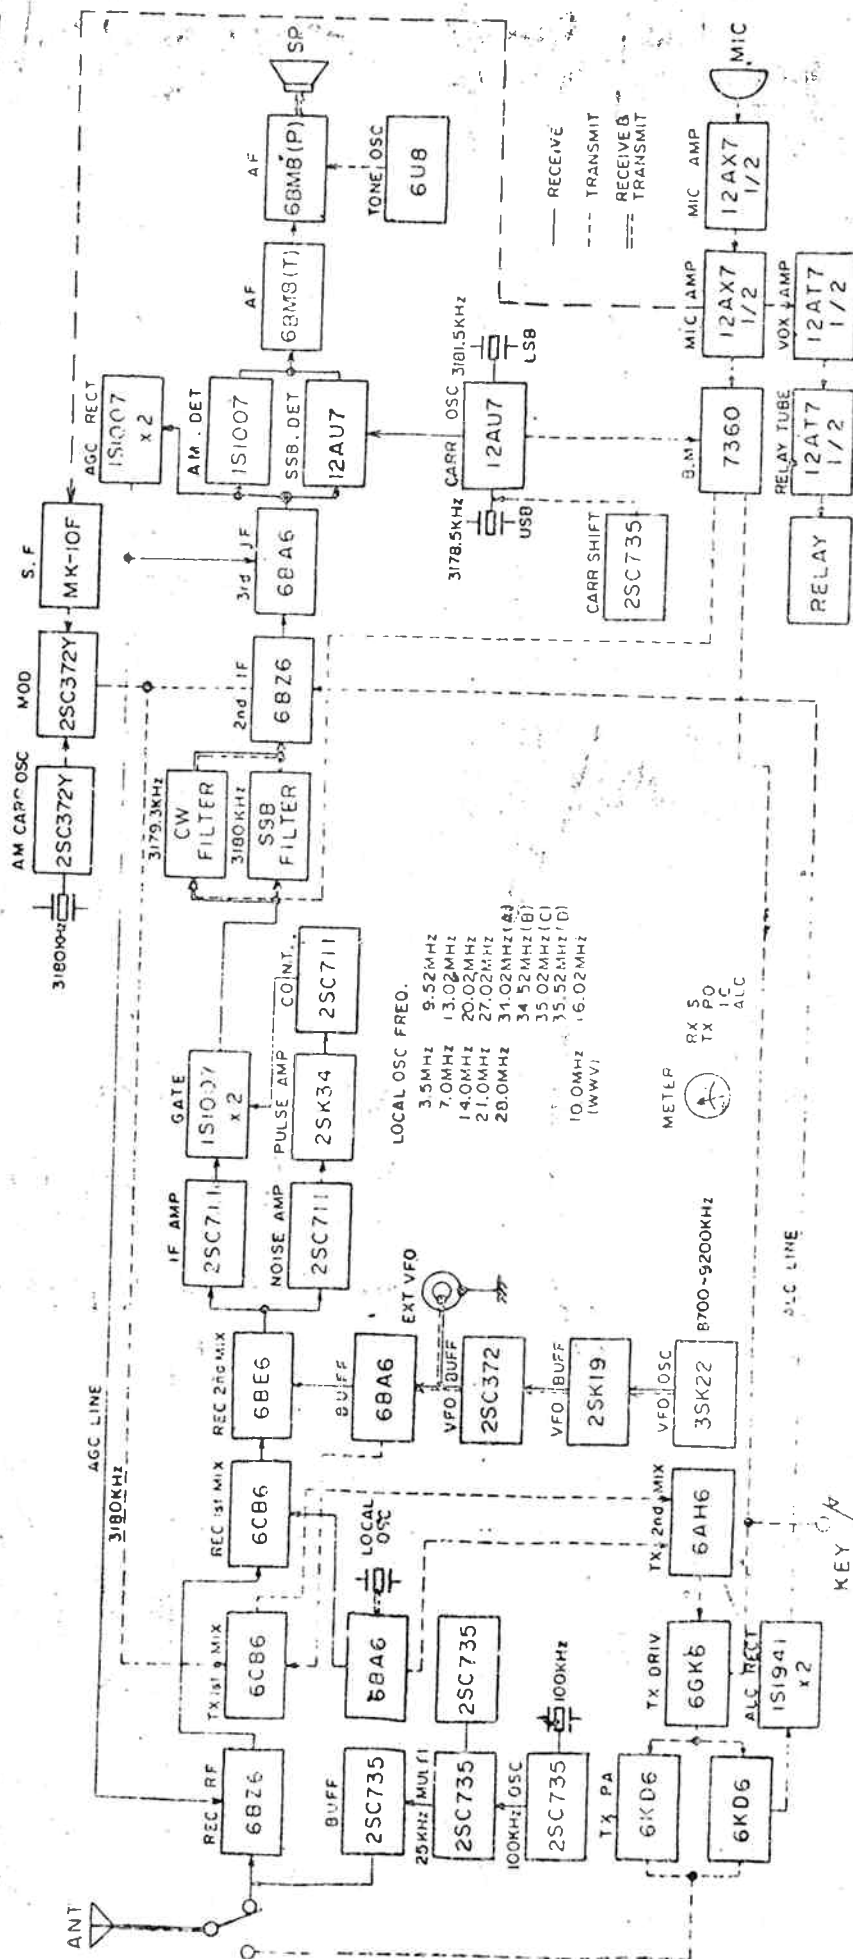 ANT
REC RF
6BZ6
AGC LINE
3180KHz
TX 1st MIX
6CB6
REC 1st MIX
6CB6
REC 2nd MIX
6BE6
IF AMP
2SC711
GATE
1S1007
x 2
NOISE AMP
2SC711
PULSE AMP
2SK34
CONT.
2SC711
3179.3KHz
CW
FILTER
3180KHz
SSB
FILTER
2nd IF
6BZ6
3rd IF
6BA6
3180KHz
AM CARR OSC
2SC372Y
MOD
2SC372Y
S.F
MK-10F
AGC RECT
1S1007
x 2
AM. DET
1S1007
SSB. DET
12AU7
AF
6BM8(T)
AF
6BM8(P)
SP
TONE OSC
6U8
BUFF
2SC735
25KHz MULTI
2SC735
2SC735
100KHz OSC
2SC735
100KHz
6BA6
LOCAL
OSC
BUFF
6BA6
EXT VFO
VFO BUFF
2SC372
VFO BUFF
2SK19
VFO OSC
3SK22
8700~9200KHz
LOCAL OSC FREQ.
3.5MHz 9.52MHz
7.0MHz 13.02MHz
14.0MHz 20.02MHz
21.0MHz 27.02MHz
28.0MHz 34.02MHz(A)
34.52MHz(B)
35.02MHz(C)
35.52MHz(D)
10.0MHz 16.02MHz
(WWV)
METER
RX S
TX PO
IC
ALC
3178.5KHz
USB
CARR OSC
12AU7
3181.5KHz
LSB
CARR SHIFT
2SC735
RECEIVE
TRANSMIT
RECEIVE &
TRANSMIT
TX PA
6KD6
6KD6
TX DRIV
6GK6
TX 2nd MIX
6AH6
ALC RECT
1S1941
x 2
KEY
ALC LINE
B.M
7360
MIC AMP
12AX7
1/2
MIC AMP
12AX7
1/2
MIC
RELAY
RELAY TUBE
12AT7
1/2
VOX AMP
12AT7
1/2